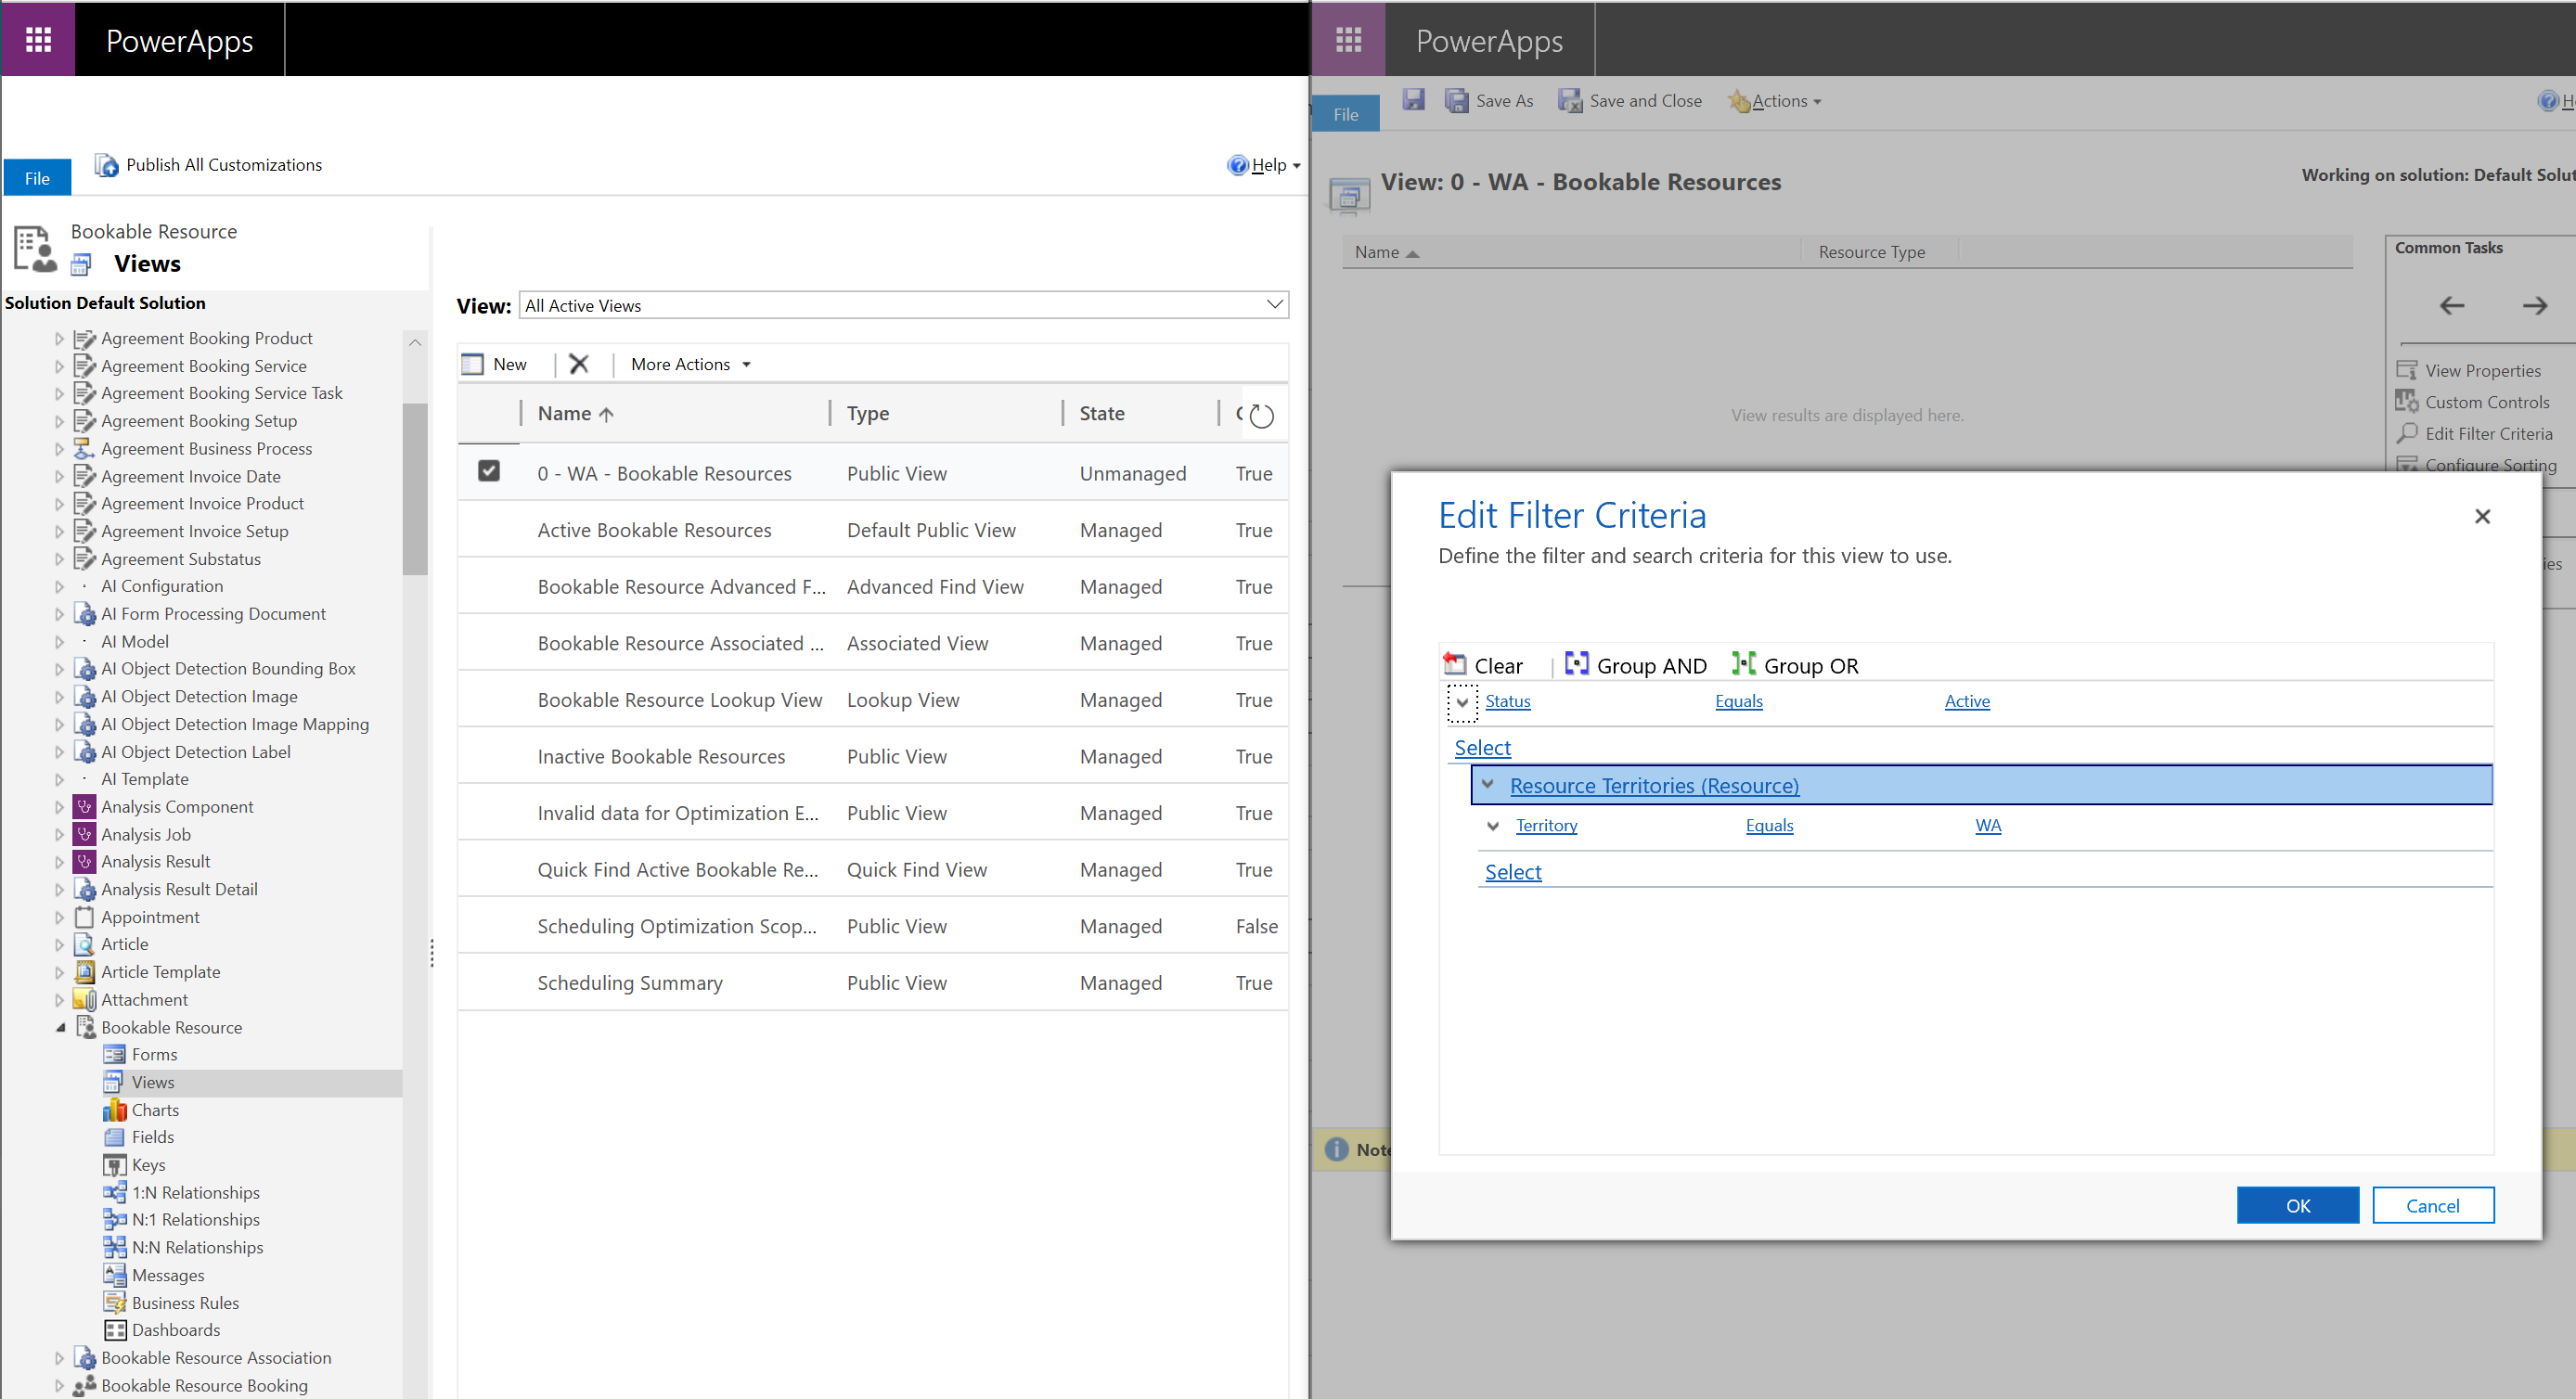 PowerApps
Publish All Customizations
File
Help
Bookable Resource
Views
Solution Default Solution
Agreement Booking Product
Agreement Booking Service
Agreement Booking Service Task
Agreement Booking Setup
Agreement Business Process
Agreement Invoice Date
Agreement Invoice Product
Agreement Invoice Setup
Agreement Substatus
AI Configuration
AI Form Processing Document
AI Model
AI Object Detection Bounding Box
AI Object Detection Image
AI Object Detection Image Mapping
AI Object Detection Label
AI Template
Analysis Component
Analysis Job
Analysis Result
Analysis Result Detail
Appointment
Article
Article Template
Attachment
Bookable Resource
Forms
Views
Charts
Fields
Keys
1:N Relationships
N:1 Relationships
N:N Relationships
Messages
Business Rules
Dashboards
Bookable Resource Association
Bookable Resource Booking
View: All Active Views
New More Actions
Name Type State
0 - WA - Bookable Resources Public View Unmanaged True
Active Bookable Resources Default Public View Managed True
Bookable Resource Advanced F... Advanced Find View Managed True
Bookable Resource Associated ... Associated View Managed True
Bookable Resource Lookup View Lookup View Managed True
Inactive Bookable Resources Public View Managed True
Invalid data for Optimization E... Public View Managed True
Quick Find Active Bookable Re... Quick Find View Managed True
Scheduling Optimization Scop... Public View Managed False
Scheduling Summary Public View Managed True
PowerApps
File Save As Save and Close Actions
View: 0 - WA - Bookable Resources
Working on solution: Default Solut
Name Resource Type
View results are displayed here.
Common Tasks
View Properties
Custom Controls
Edit Filter Criteria
Configure Sorting
ies
Note
Edit Filter Criteria
Define the filter and search criteria for this view to use.
Clear Group AND Group OR
Status Equals Active
Select
Resource Territories (Resource)
Territory Equals WA
Select
OK Cancel